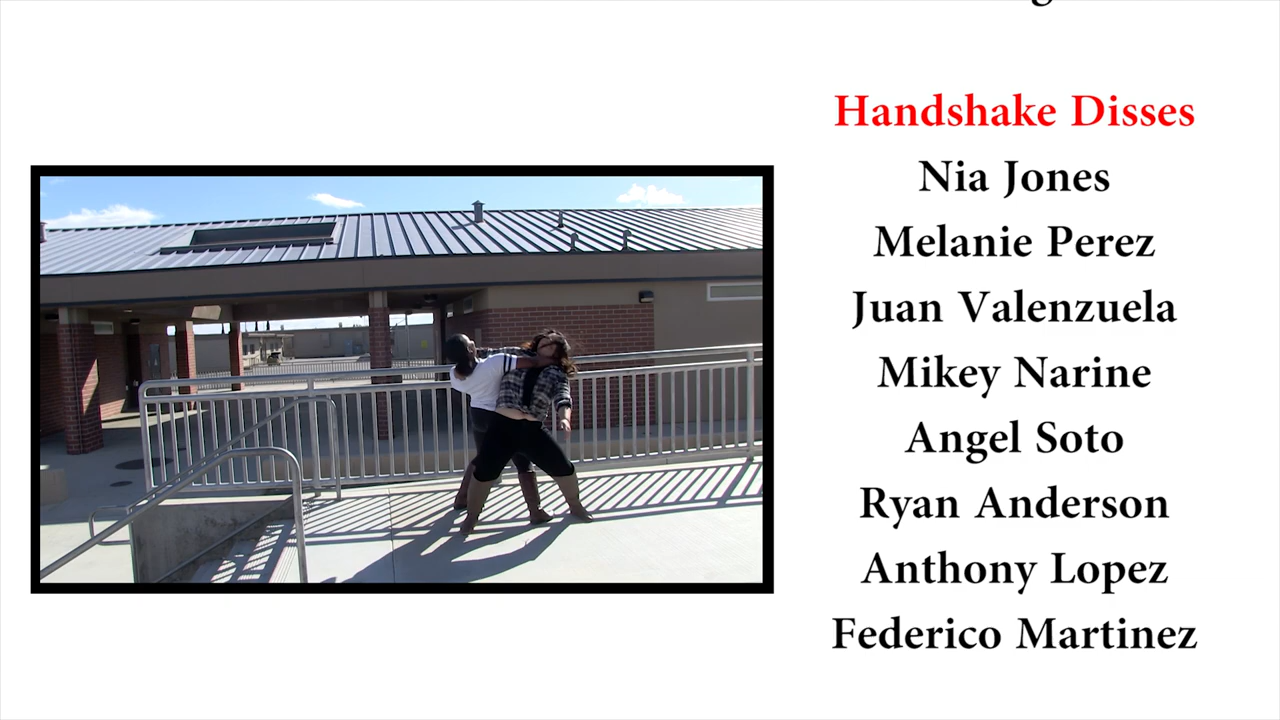 Handshake Disses
Nia Jones
Melanie Perez
Juan Valenzuela
Mikey Narine
Angel Soto
Ryan Anderson
Anthony Lopez
Federico Martinez